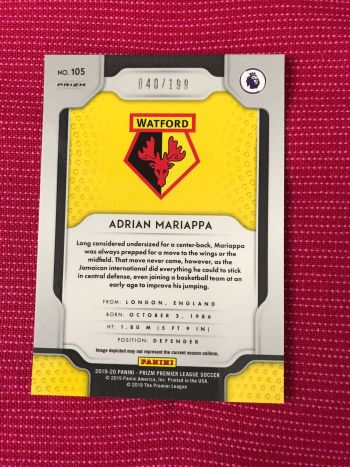 NO. 105
PRIZM
040/199
WATFORD
ADRIAN MARIAPPA
Long considered undersized for a center-back, Mariappa
was always prepped for a move to the wings or the
midfield. That move never came, however, as the
Jamaican international did everything he could to stick
in central defense, even joining a basketball team at an
early age to improve his jumping.
FROM: LONDON, ENGLAND
BORN: OCTOBER 3, 1986
HT: 1.80 M (5 FT 9 IN)
POSITION: DEFENDER
Image depicted may not represent the current season uniform.
PANINI
2019-20 PANINI - PRIZM PREMIER LEAGUE SOCCER
© 2019 Panini America, Inc. Printed in the USA.
© 2019 The Premier League